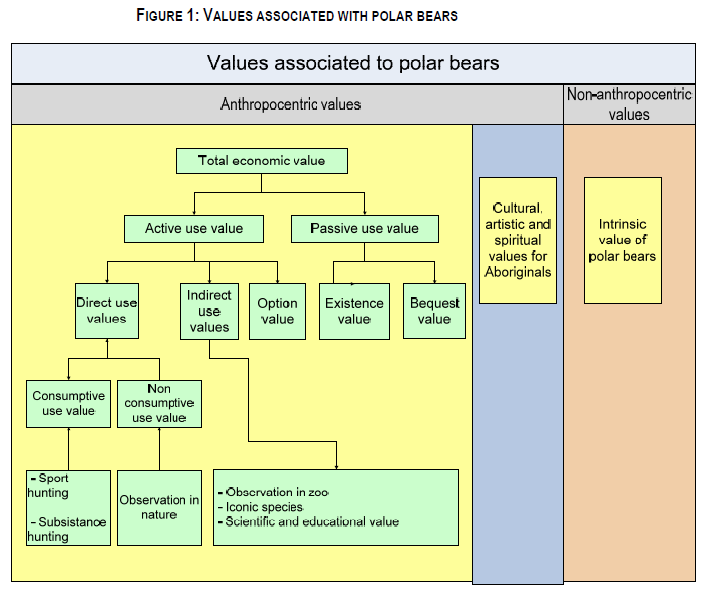 FIGURE 1: VALUES ASSOCIATED WITH POLAR BEARS
Values associated to polar bears
Anthropocentric values
Non-anthropocentric
values
Total economic value
Active use value
Passive use value
Cultural,
artistic and
spiritual
values for
Aboriginals
Intrinsic
value of
polar bears
Direct use
values
Indirect
use
values
Option
value
Existence
value
Bequest
value
Consumptive
use value
Non
consumptive
use value
- Sport
hunting
- Subsistance
hunting
Observation in
nature
- Observation in zoo
- Iconic species
- Scientific and educational value